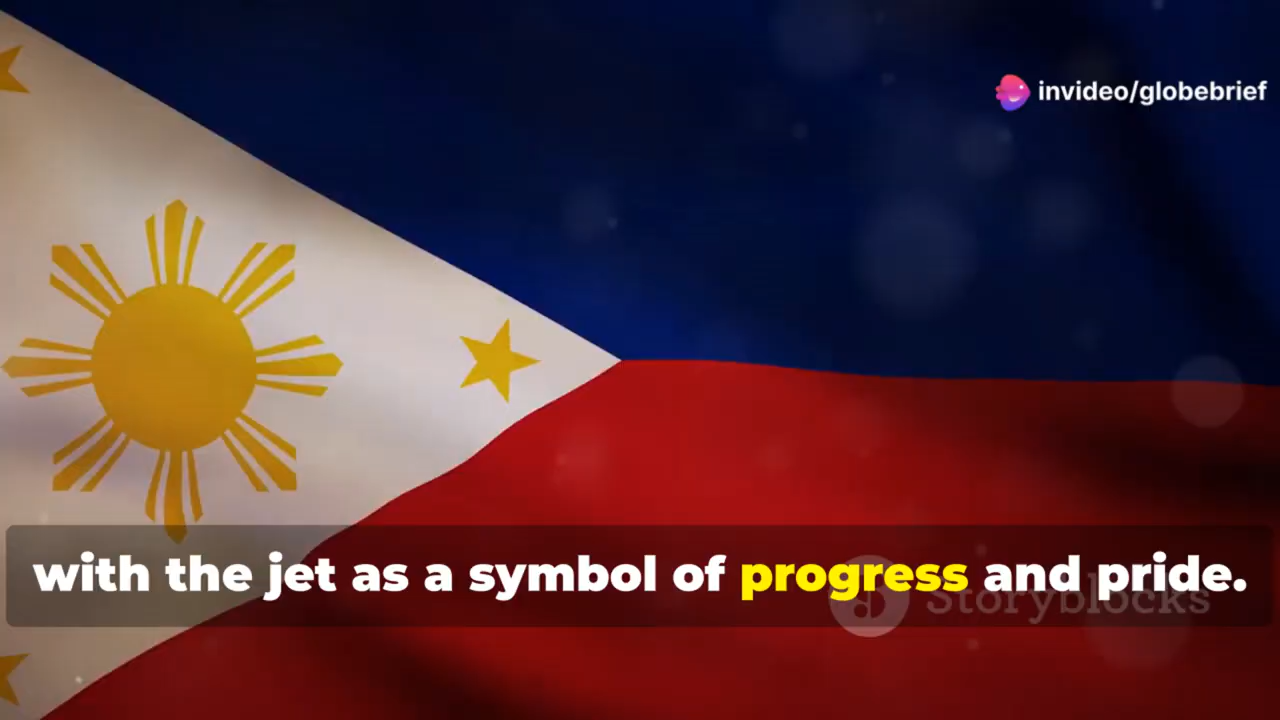 invideo/globebrief
with the jet as a symbol of progress and pride.
Storyblocks